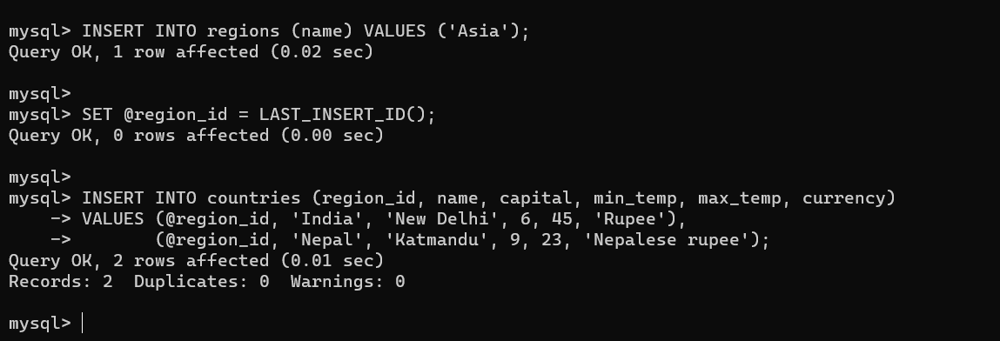 mysql> INSERT INTO regions (name) VALUES ('Asia');
Query OK, 1 row affected (0.02 sec)
mysql>
mysql> SET @region_id = LAST_INSERT_ID();
Query OK, 0 rows affected (0.00 sec)
mysql>
mysql> INSERT INTO countries (region_id, name, capital, min_temp, max_temp, currency)
    -> VALUES (@region_id, 'India', 'New Delhi', 6, 45, 'Rupee'),
    ->        (@region_id, 'Nepal', 'Katmandu', 9, 23, 'Nepalese rupee');
Query OK, 2 rows affected (0.01 sec)
Records: 2  Duplicates: 0  Warnings: 0
mysql>